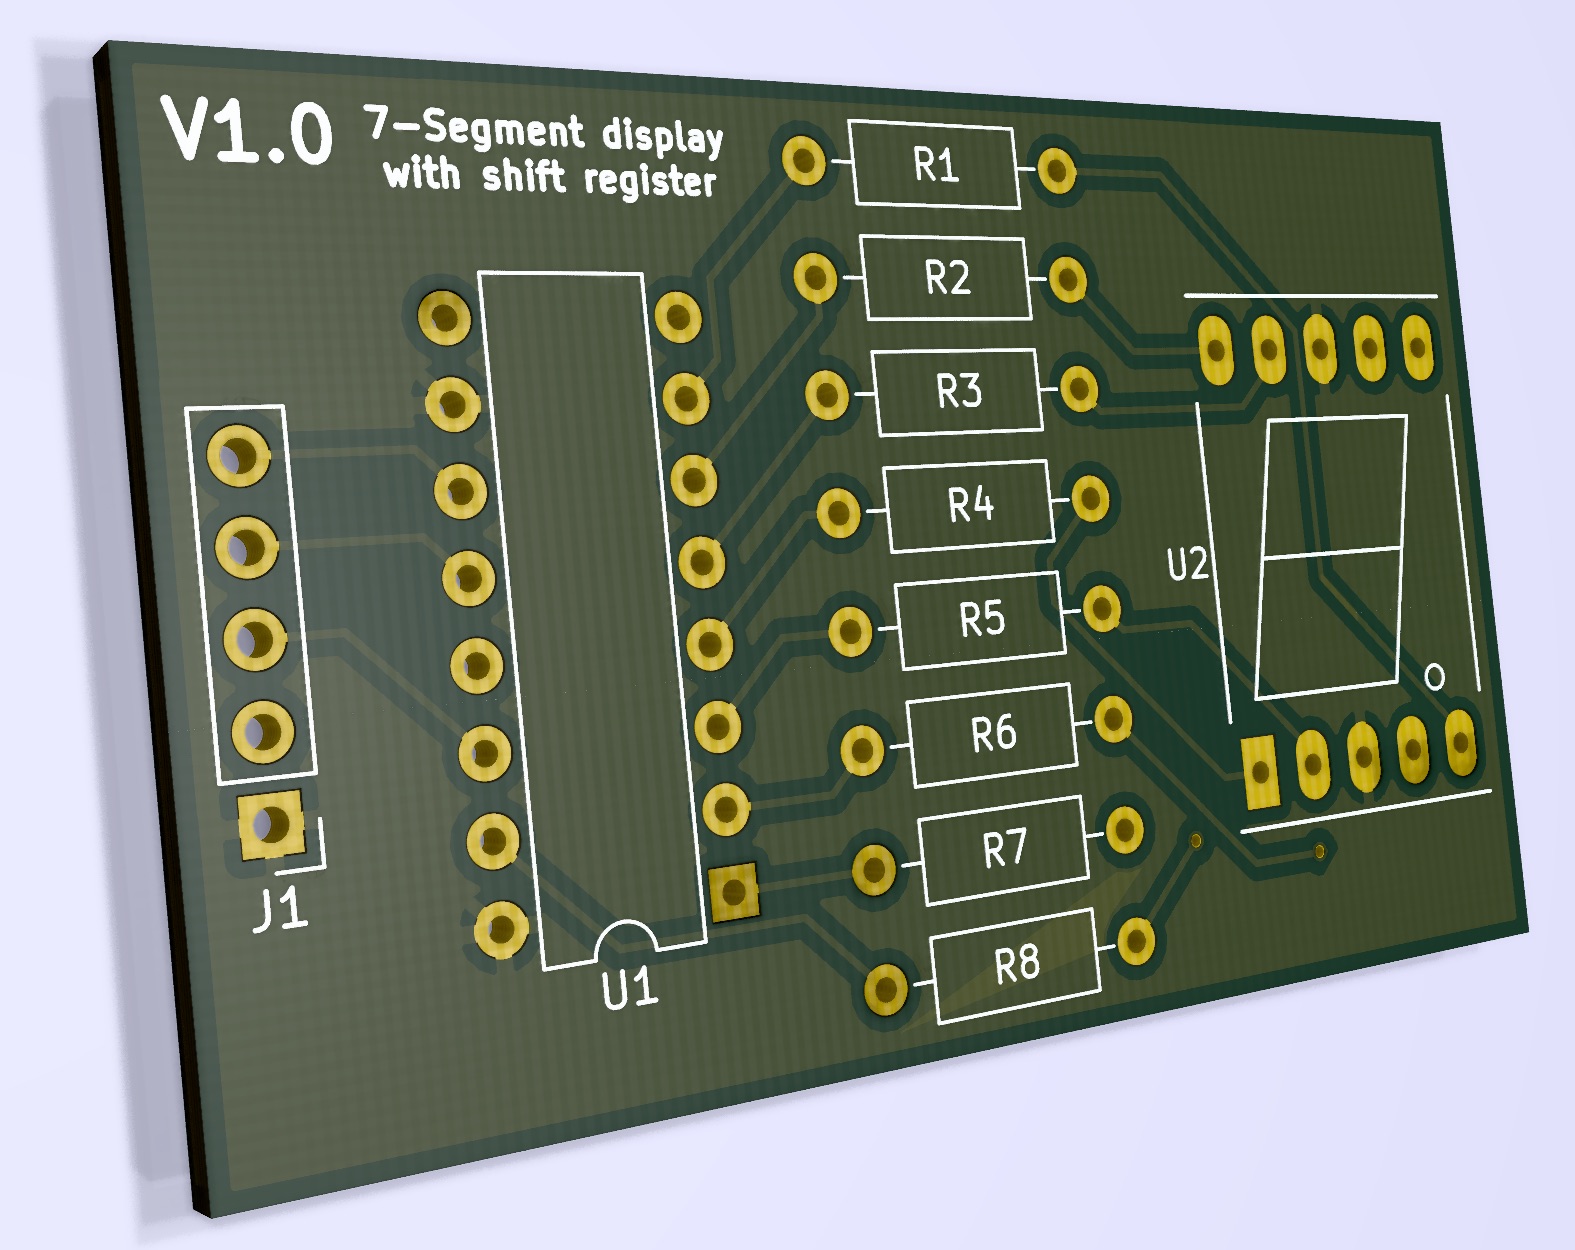 V1.0
7-Segment display
with shift register
R1
R2
R3
R4
R5
R6
R7
R8
U2
J1
U1